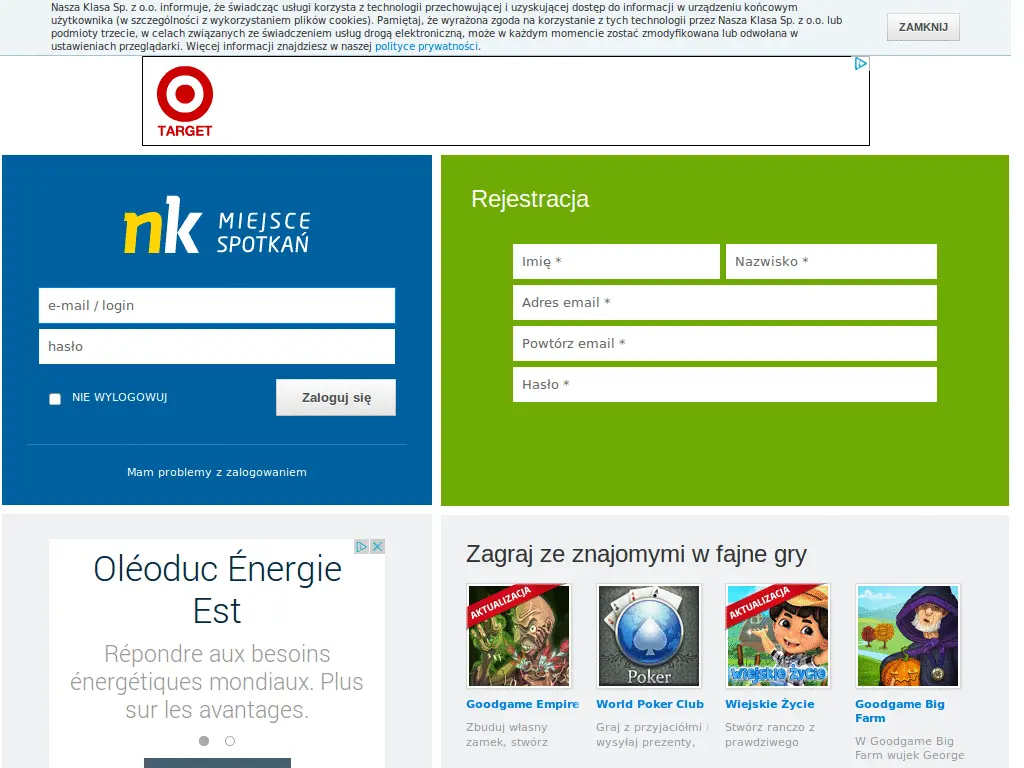 Nasza Klasa Sp. z o.o. informuje, że świadcząc usługi korzysta z technologii przechowującej i uzyskującej dostęp do informacji w urządzeniu końcowym
użytkownika (w szczególności z wykorzystaniem plików cookies). Pamiętaj, że wyrażona zgoda na korzystanie z tych technologii przez Nasza Klasa Sp. z o.o. lub
podmioty trzecie, w celach związanych ze świadczeniem usług drogą elektroniczną, może w każdym momencie zostać zmodyfikowana lub odwołana w
ustawieniach przeglądarki. Więcej informacji znajdziesz w naszej polityce prywatności.
ZAMKNIJ
TARGET
nk MIEJSCE
SPOTKAŃ
e-mail / login
hasło
NIE WYLOGOWUJ
Zaloguj się
Mam problemy z zalogowaniem
Rejestracja
Imię *
Nazwisko *
Adres email *
Powtórz email *
Hasło *
Oléoduc Énergie
Est
Répondre aux besoins
énergétiques mondiaux. Plus
sur les avantages.
Zagraj ze znajomymi w fajne gry
AKTUALIZACJA
Poker
AKTUALIZACJA
Wiejskie Życie
Goodgame Empire
Zbuduj własny
zamek, stwórz
World Poker Club
Graj z przyjaciółmi i
wysyłaj prezenty,
Wiejskie Życie
Stwórz ranczo z
prawdziwego
Goodgame Big
Farm
W Goodgame Big
Farm wujek George